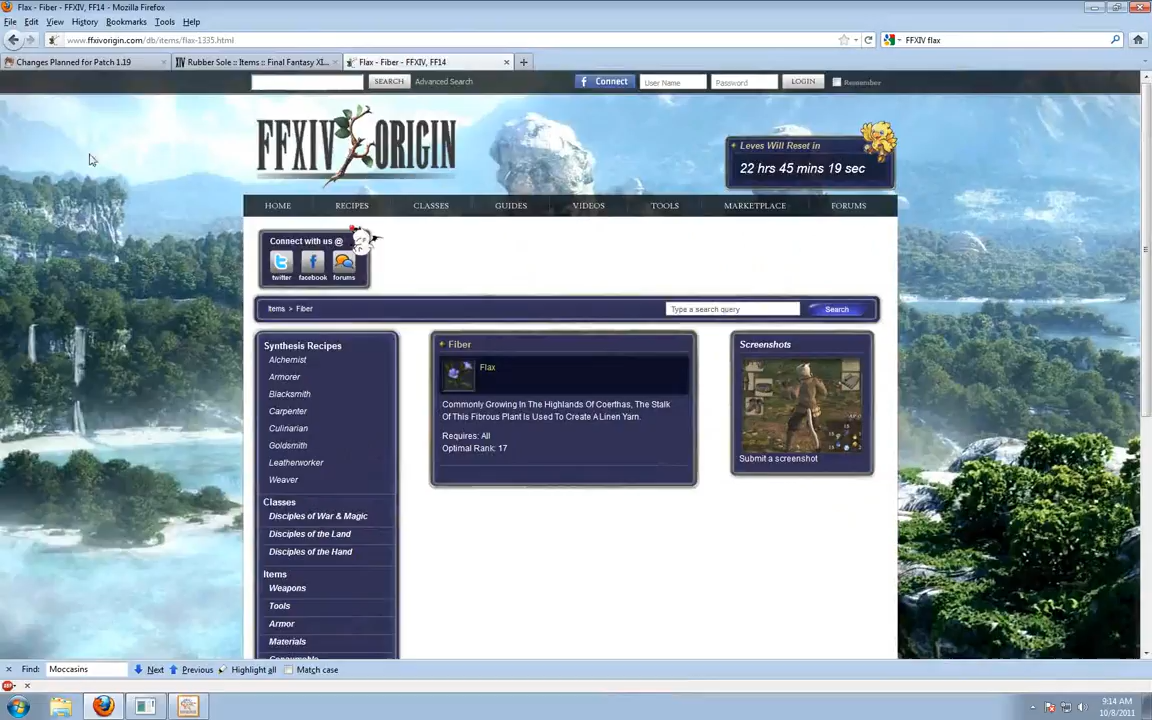 Flax - Fiber - FFXIV, FF14 - Mozilla Firefox
File Edit View History Bookmarks Tools Help
www.ffxivorigin.com/db/items/flax-1335.html
FFXIV flax
Changes Planned for Patch 1.19
Rubber Sole :: Items :: Final Fantasy XI...
Flax - Fiber - FFXIV, FF14
SEARCH
Advanced Search
Connect
User Name
Password
LOGIN
Remember
FFXIV ORIGIN
Leves Will Reset in
22 hrs 45 mins 19 sec
HOME RECIPES CLASSES GUIDES VIDEOS TOOLS MARKETPLACE FORUMS
Connect with us @
twitter facebook forums
Items > Fiber
Type a search query
Search
Synthesis Recipes
Alchemist
Armorer
Blacksmith
Carpenter
Culinarian
Goldsmith
Leatherworker
Weaver
Classes
Disciples of War & Magic
Disciples of the Land
Disciples of the Hand
Items
Weapons
Tools
Armor
Materials
Fiber
Flax
Commonly Growing In The Highlands Of Coerthas, The Stalk
Of This Fibrous Plant Is Used To Create A Linen Yarn.
Requires: All
Optimal Rank: 17
Screenshots
Submit a screenshot
Find: Moccasins Next Previous Highlight all Match case
9:14 AM
10/8/2011